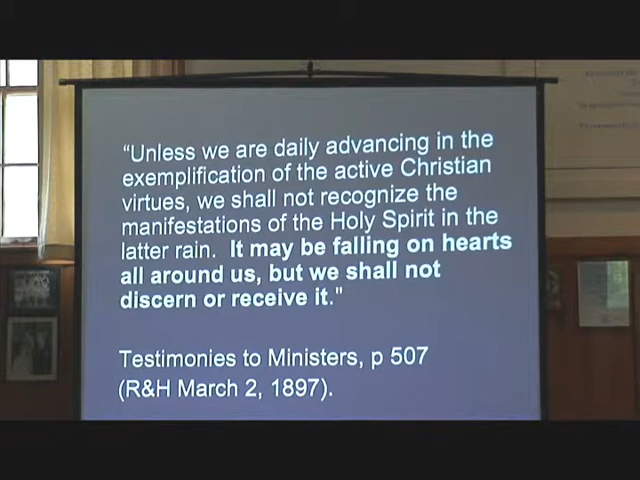 “Unless we are daily advancing in the
exemplification of the active Christian
virtues, we shall not recognize the
manifestations of the Holy Spirit in the
latter rain.  It may be falling on hearts
all around us, but we shall not
discern or receive it."
Testimonies to Ministers, p 507
(R&H March 2, 1897).